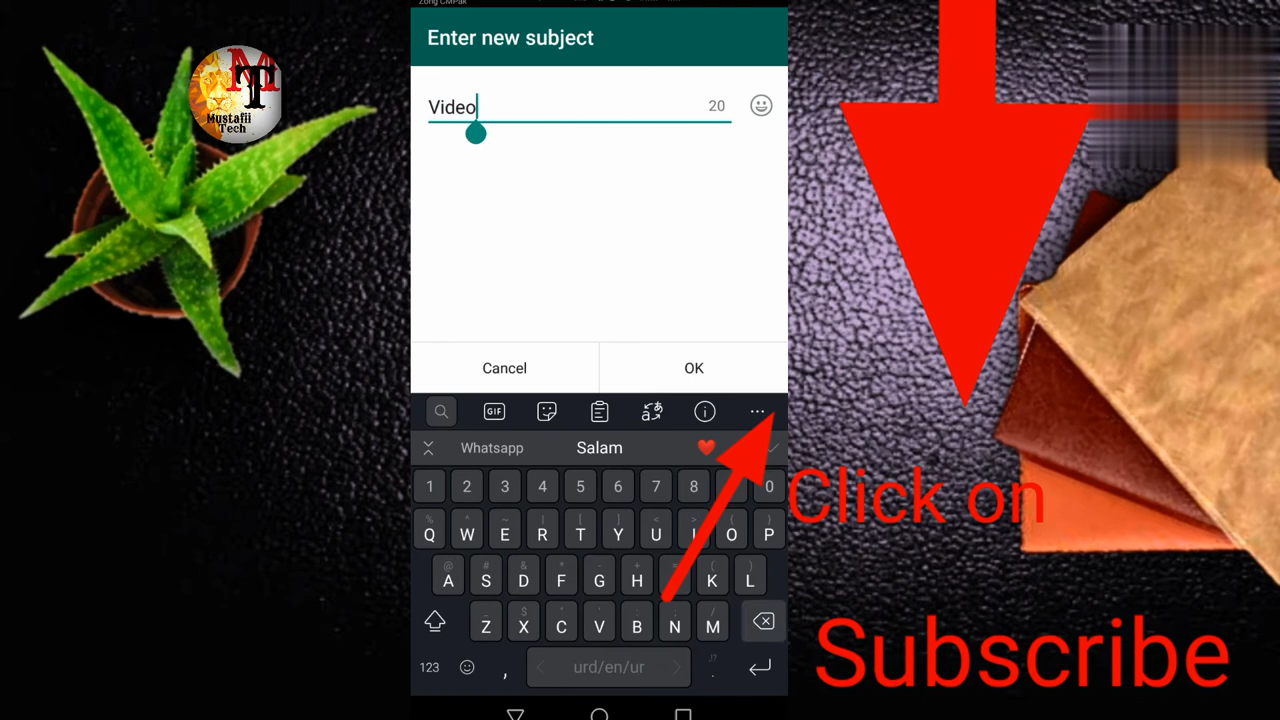 Zong CMPak
Enter new subject
Video
20
Cancel
OK
GIF
Whatsapp
Salam
1 2 3 4 5 6 7 8 0
Q W E R T Y U I O P
A S D F G H K L
Z X C V B N M
123
urd/en/ur
MT
Mustafii
Tech
Click on
Subscribe